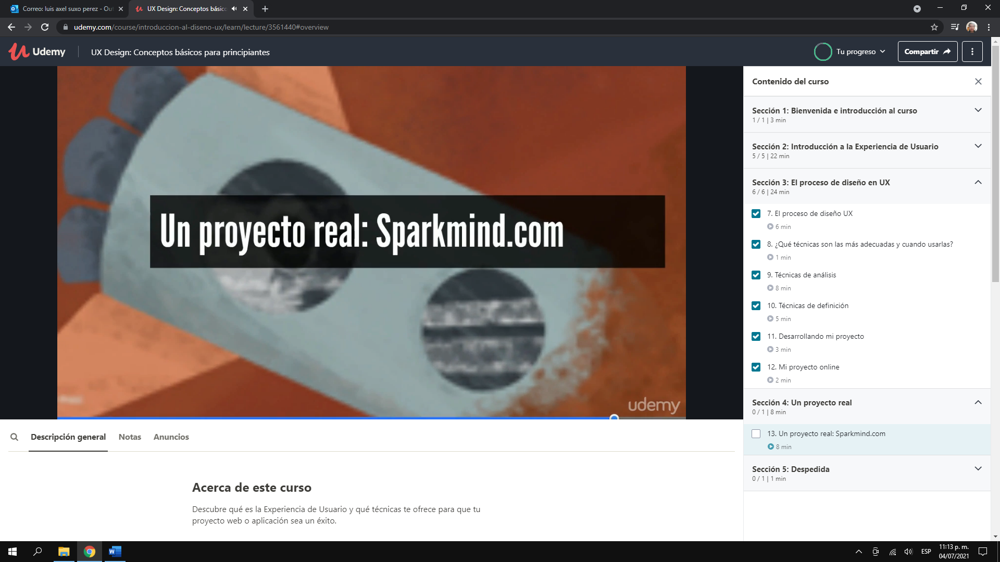 Correo: luis axel suxo perez - Out
UX Design: Conceptos básico
udemy.com/course/introduccion-al-diseno-ux/learn/lecture/3561440#overview
Udemy
UX Design: Conceptos básicos para principiantes
Tu progreso
Compartir
Un proyecto real: Sparkmind.com
udemy
Contenido del curso
Sección 1: Bienvenida e introducción al curso
1 / 1 | 3 min
Sección 2: Introducción a la Experiencia de Usuario
5 / 5 | 22 min
Sección 3: El proceso de diseño en UX
6 / 6 | 24 min
7. El proceso de diseño UX
6 min
8. ¿Qué técnicas son las más adecuadas y cuando usarlas?
1 min
9. Técnicas de análisis
8 min
10. Técnicas de definición
5 min
11. Desarrollando mi proyecto
3 min
12. Mi proyecto online
2 min
Sección 4: Un proyecto real
0 / 1 | 8 min
13. Un proyecto real: Sparkmind.com
8 min
Sección 5: Despedida
0 / 1 | 1 min
Descripción general
Notas
Anuncios
Acerca de este curso
Descubre qué es la Experiencia de Usuario y qué técnicas te ofrece para que tu
proyecto web o aplicación sea un éxito.
ESP
11:13 p. m.
04/07/2021